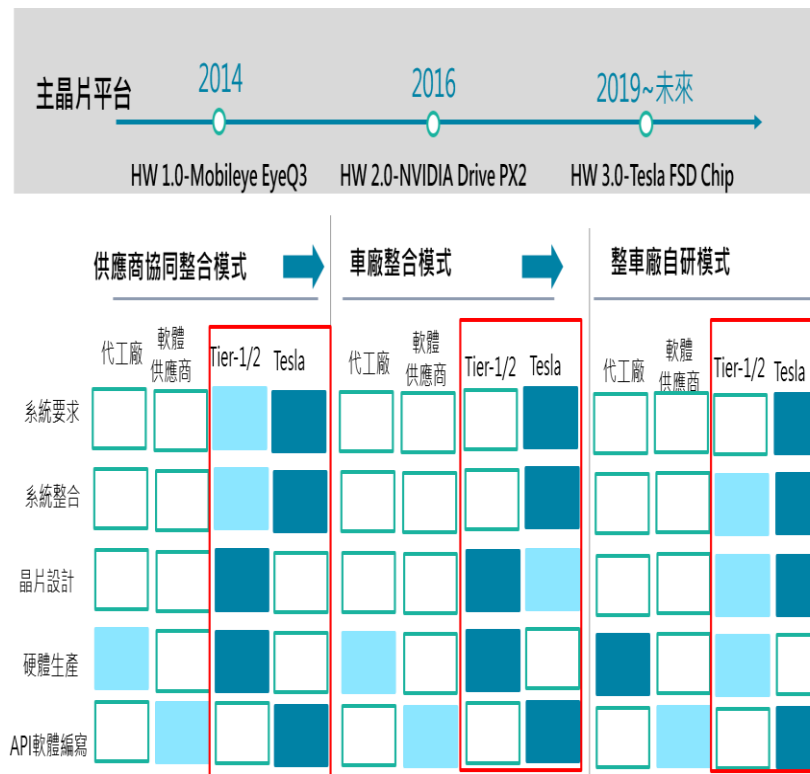 主晶片平台
2014
2016
2019~未來
HW 1.0-Mobileye EyeQ3
HW 2.0-NVIDIA Drive PX2
HW 3.0-Tesla FSD Chip
供應商協同整合模式
車廠整合模式
整車廠自研模式
代工廠
軟體
供應商
Tier-1/2
Tesla
代工廠
軟體
供應商
Tier-1/2
Tesla
代工廠
軟體
供應商
Tier-1/2
Tesla
系統要求
系統整合
晶片設計
硬體生產
API軟體編寫